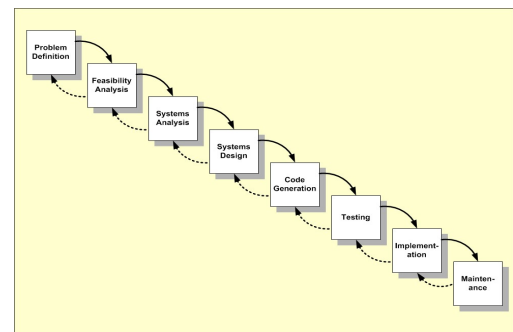 Problem
Definition
Feasibility
Analysis
Systems
Analysis
Systems
Design
Code
Generation
Testing
Implement-
ation
Mainten-
ance